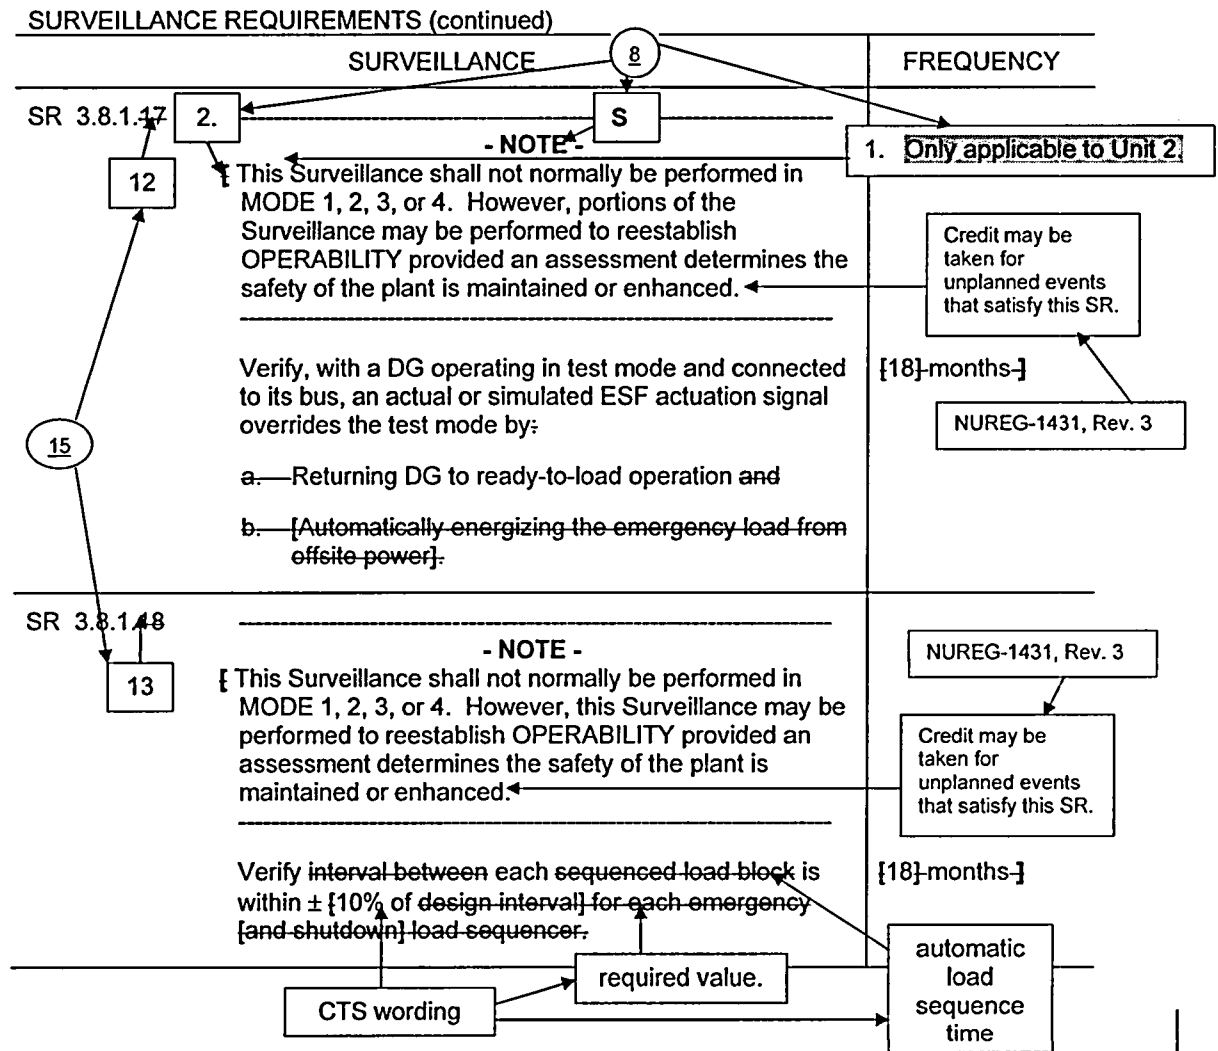 SURVEILLANCE REQUIREMENTS (continued)
SURVEILLANCE
8
FREQUENCY
SR 3.8.1.17
2.
S
- NOTE -
1. Only applicable to Unit 2.
12
[ This Surveillance shall not normally be performed in
MODE 1, 2, 3, or 4. However, portions of the
Surveillance may be performed to reestablish
OPERABILITY provided an assessment determines the
safety of the plant is maintained or enhanced.
Credit may be
taken for
unplanned events
that satisfy this SR.
Verify, with a DG operating in test mode and connected
to its bus, an actual or simulated ESF actuation signal
overrides the test mode by:
[18] months ]
NUREG-1431, Rev. 3
15
a. Returning DG to ready-to-load operation and
b. [Automatically energizing the emergency load from
offsite power].
SR 3.8.1.18
- NOTE -
NUREG-1431, Rev. 3
13
[ This Surveillance shall not normally be performed in
MODE 1, 2, 3, or 4. However, this Surveillance may be
performed to reestablish OPERABILITY provided an
assessment determines the safety of the plant is
maintained or enhanced.
Credit may be
taken for
unplanned events
that satisfy this SR.
Verify interval between each sequenced load block is
within ± [10% of design interval] for each emergency
[and shutdown] load sequencer.
[18] months ]
automatic
load
sequence
time
required value.
CTS wording